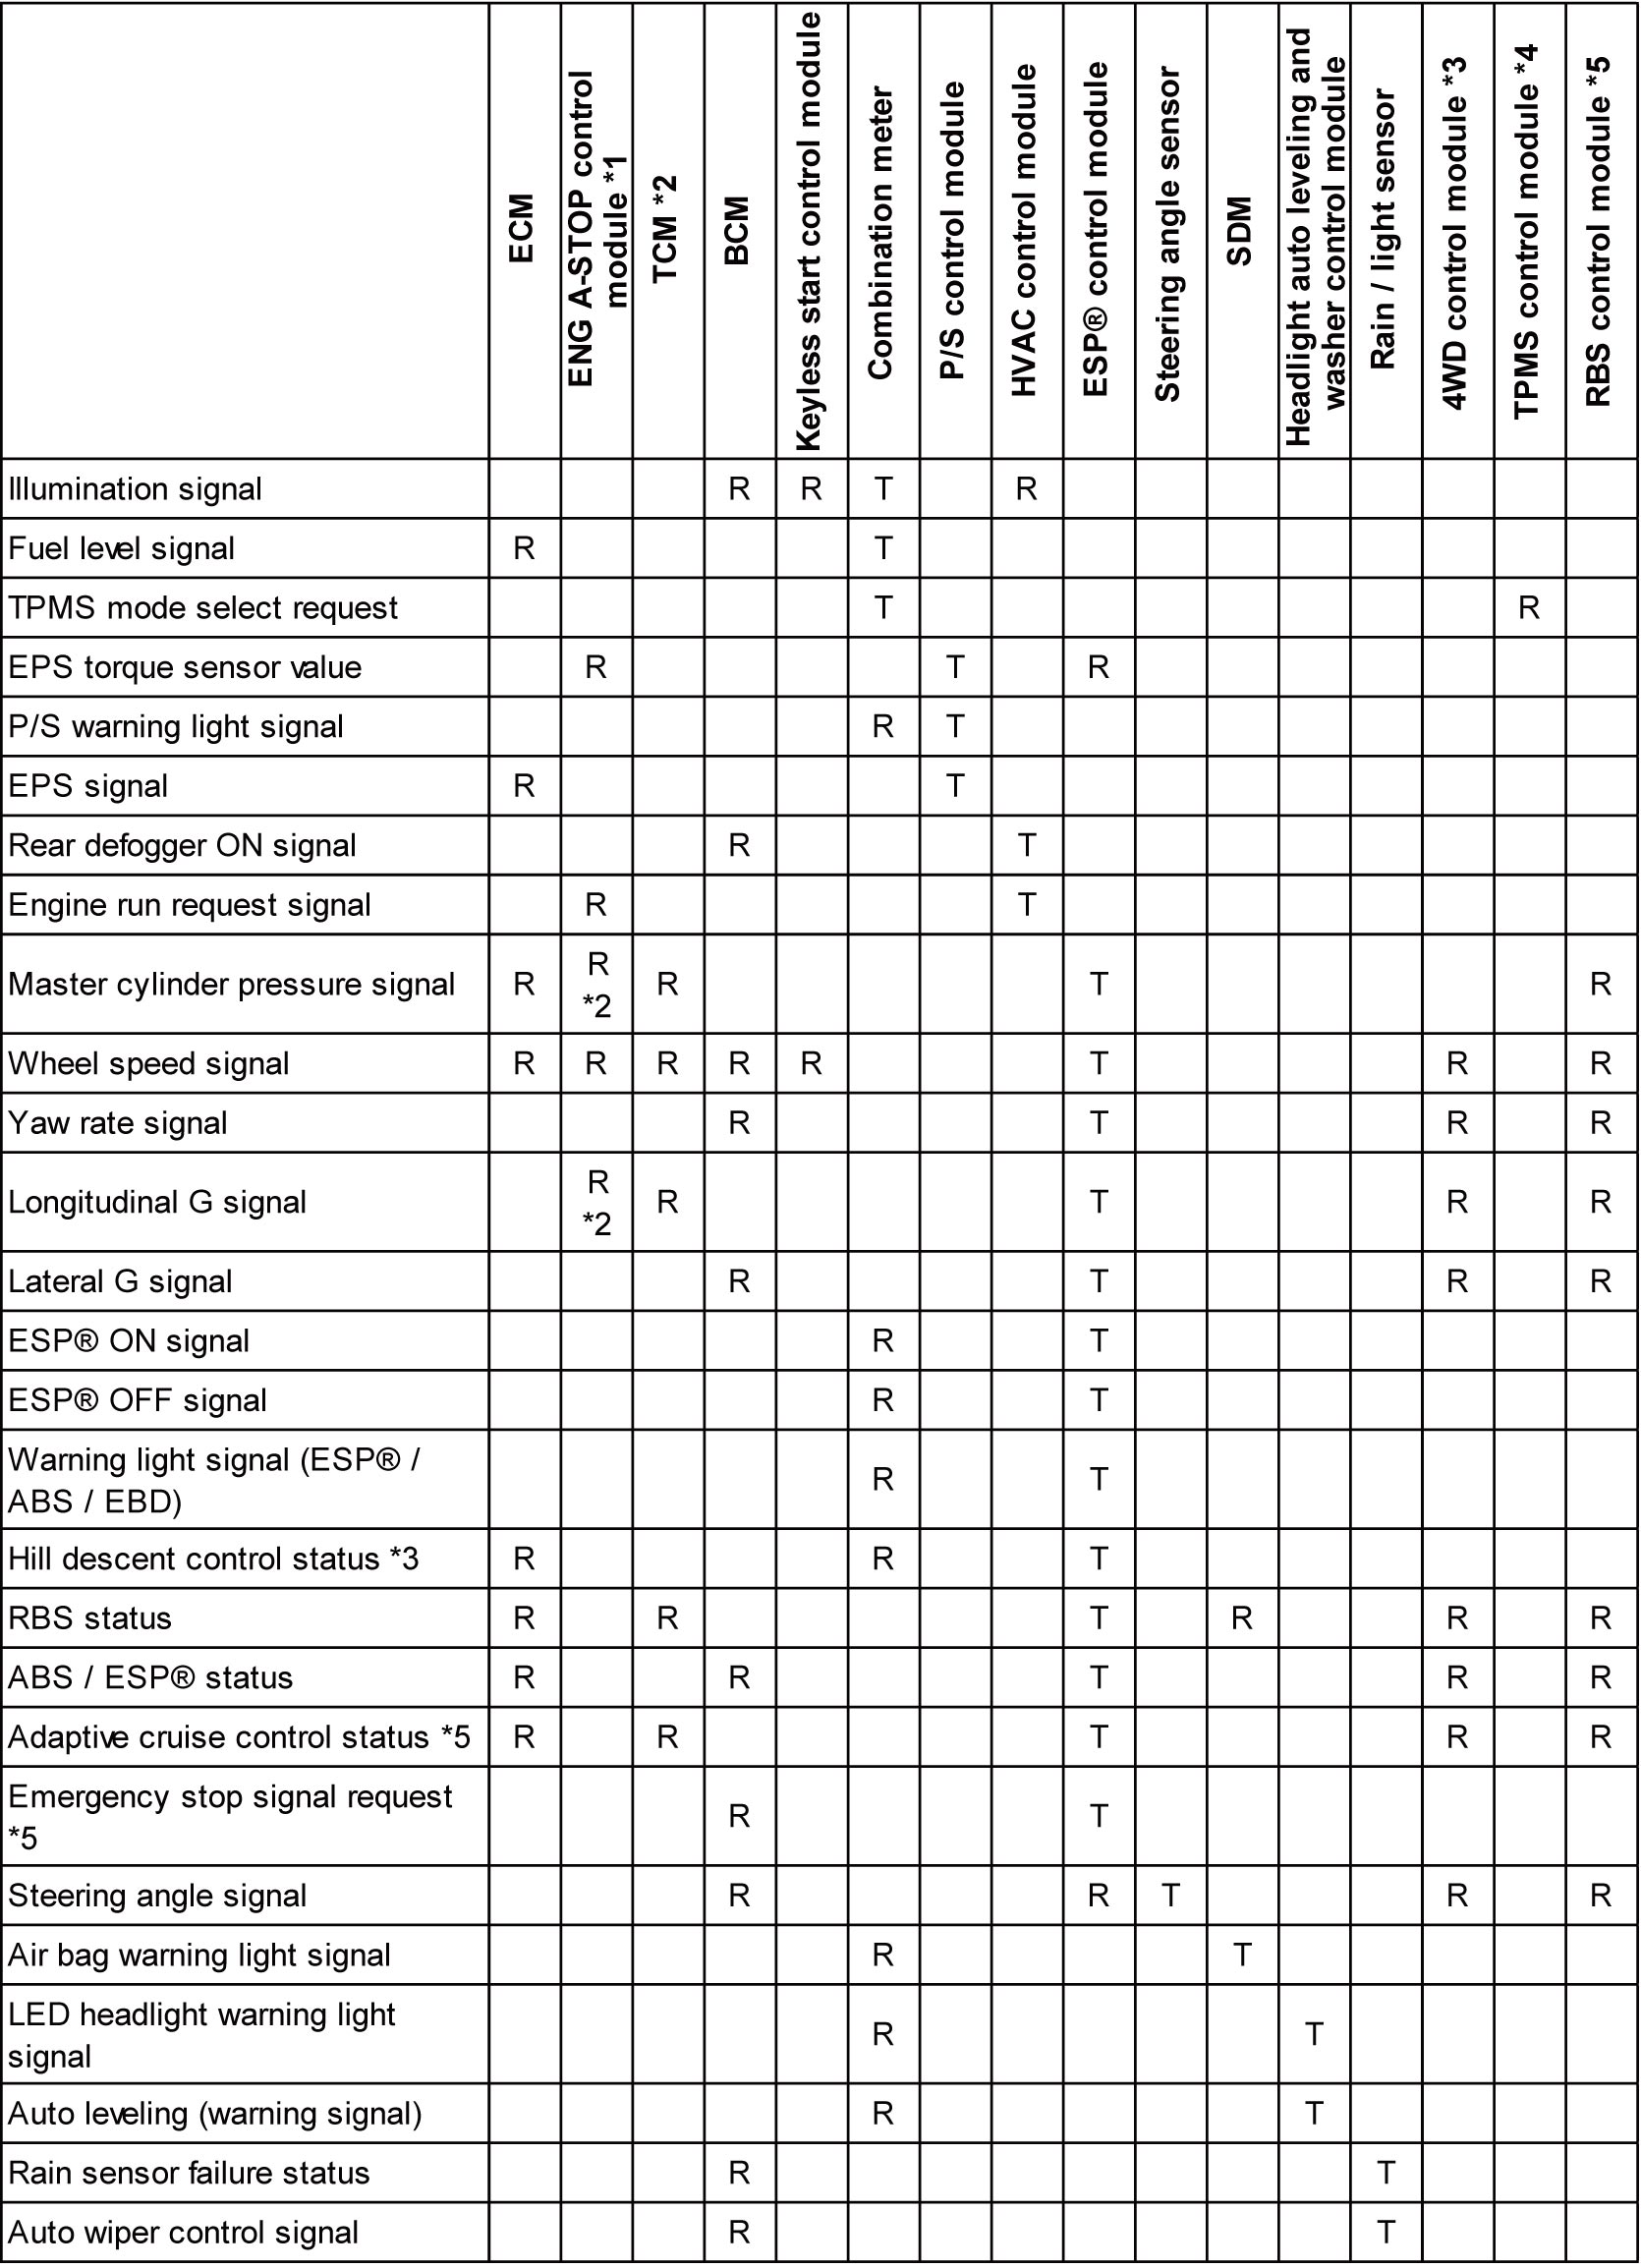 ECM
ENG A-STOP control
module *1
TCM *2
BCM
Keyless start control module
Combination meter
P/S control module
HVAC control module
ESP® control module
Steering angle sensor
SDM
Headlight auto leveling and
washer control module
Rain / light sensor
4WD control module *3
TPMS control module *4
RBS control module *5
Illumination signal R R T R
Fuel level signal R T
TPMS mode select request T R
EPS torque sensor value R T R
P/S warning light signal R T
EPS signal R T
Rear defogger ON signal R T
Engine run request signal R T
Master cylinder pressure signal R R *2 R T R
Wheel speed signal R R R R R T R R
Yaw rate signal R T R R
Longitudinal G signal R *2 R T R R
Lateral G signal R T R R
ESP® ON signal R T
ESP® OFF signal R T
Warning light signal (ESP® /
ABS / EBD) R T
Hill descent control status *3 R R T
RBS status R R T R R R
ABS / ESP® status R R T R R
Adaptive cruise control status *5 R R T R R
Emergency stop signal request
*5 R T
Steering angle signal R R T R R
Air bag warning light signal R T
LED headlight warning light
signal R T
Auto leveling (warning signal) R T
Rain sensor failure status R T
Auto wiper control signal R T